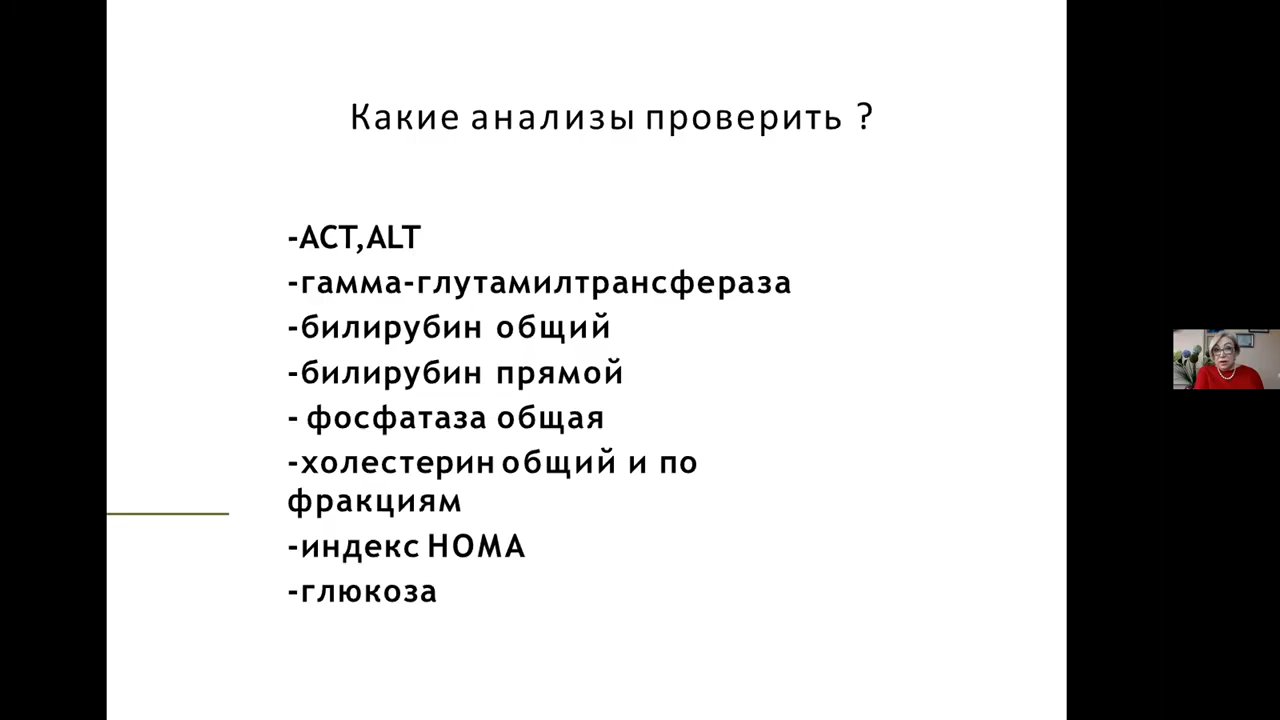 Какие анализы проверить ?
-АСТ,ALT
-гамма-глутамилтрансфераза
-билирубин общий
-билирубин прямой
- фосфатаза общая
-холестерин общий и по
фракциям
-индекс НОМА
-глюкоза